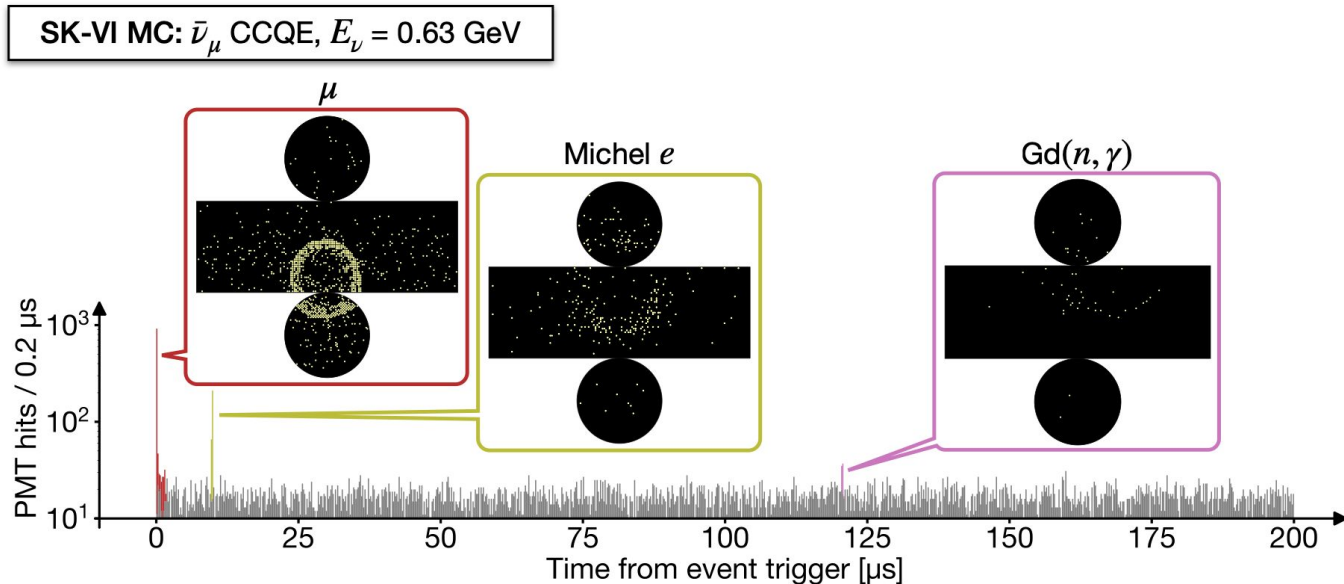 SK-VI MC: ν̄_μ CCQE, E_ν = 0.63 GeV
μ
Michel e
Gd(n, γ)
PMT hits / 0.2 μs
10³
10²
10¹
0 25 50 75 100 125 150 175 200
Time from event trigger [μs]